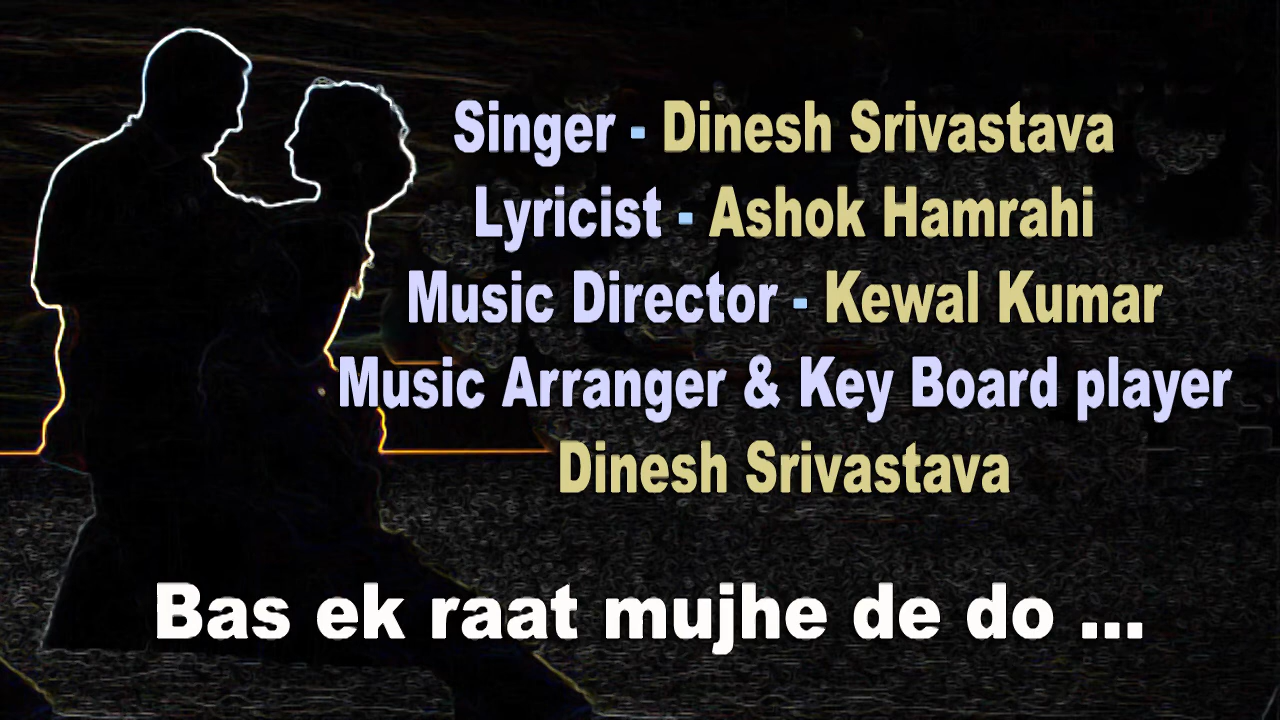 Singer - Dinesh Srivastava
Lyricist - Ashok Hamrahi
Music Director - Kewal Kumar
Music Arranger & Key Board player
Dinesh Srivastava
Bas ek raat mujhe de do ...